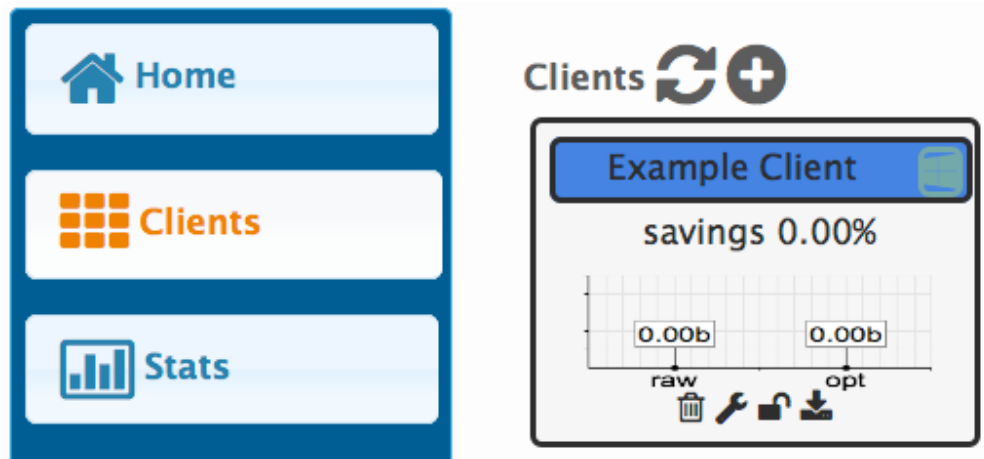 Home
Clients
Stats
Clients
Example Client
savings 0.00%
0.00b 0.00b
raw opt